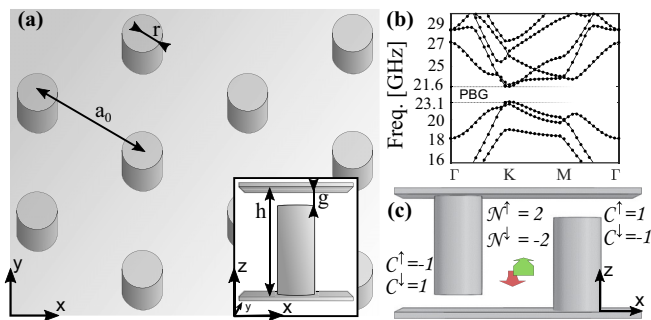 (a)
r
a₀
h
g
z
y
x
y
x
(b)
Freq. [GHz]
29
27
25
21.6
PBG
23.1
20
18
16
Γ K M Γ
(c)
𝒩↑ = 2
𝒩↓ = -2
C↑=1
C↓=-1
C↑=-1
C↓=1
z
x